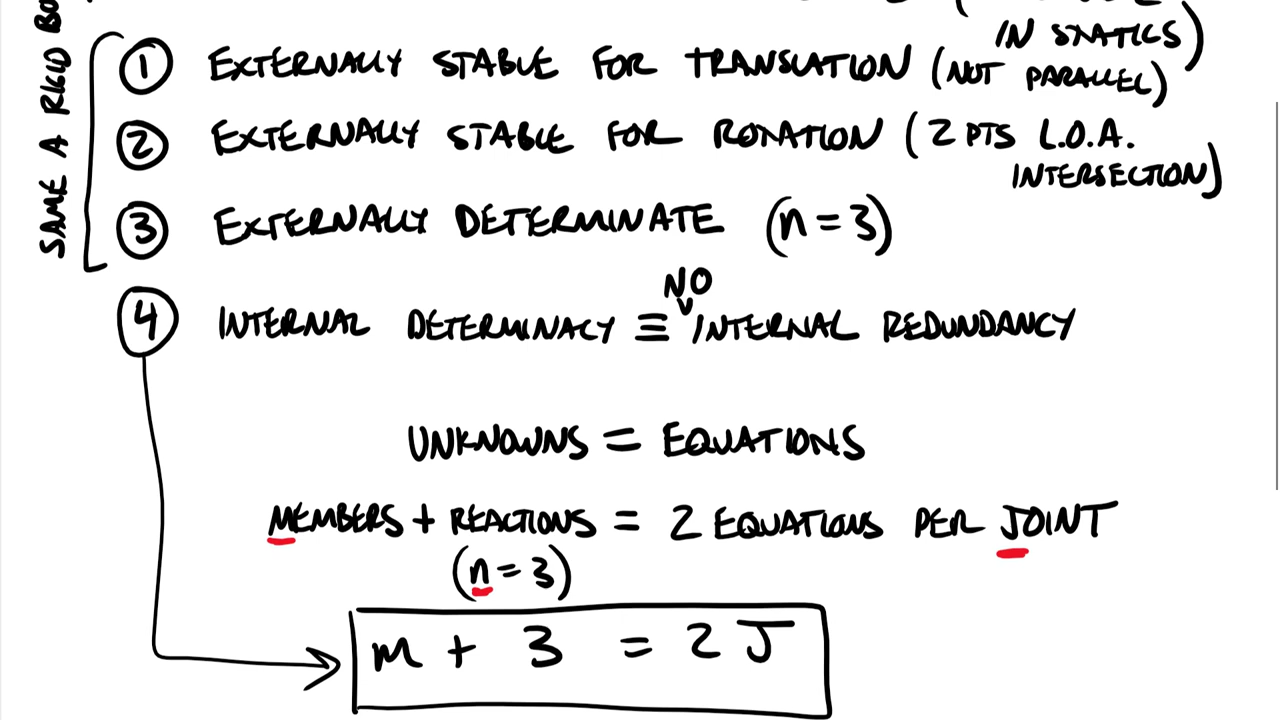 IN STATICS)
① EXTERNALLY STABLE FOR TRANSLATION (NOT PARALLEL)
② EXTERNALLY STABLE FOR ROTATION (2 PTS L.O.A.
INTERSECTION)
③ EXTERNALLY DETERMINATE (n=3)
NO
④ INTERNAL DETERMINACY ≡ INTERNAL REDUNDANCY
SAME A RIGID BO
UNKNOWNS = EQUATIONS
MEMBERS + REACTIONS = 2 EQUATIONS PER JOINT
(n=3)
m + 3 = 2 J